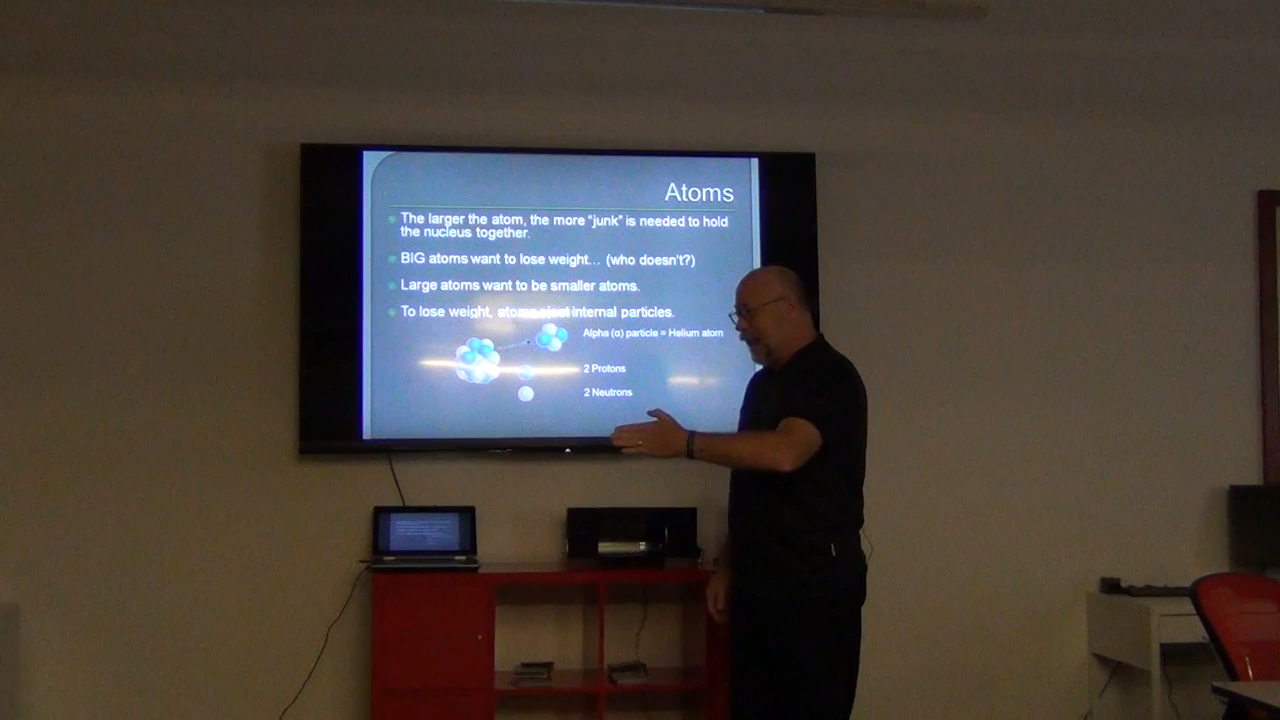 Atoms
The larger the atom, the more “junk” is needed to hold
the nucleus together.
BIG atoms want to lose weight... (who doesn't?)
Large atoms want to be smaller atoms.
To lose weight, atoms eject internal particles.
Alpha (α) particle = Helium atom
2 Protons
2 Neutrons